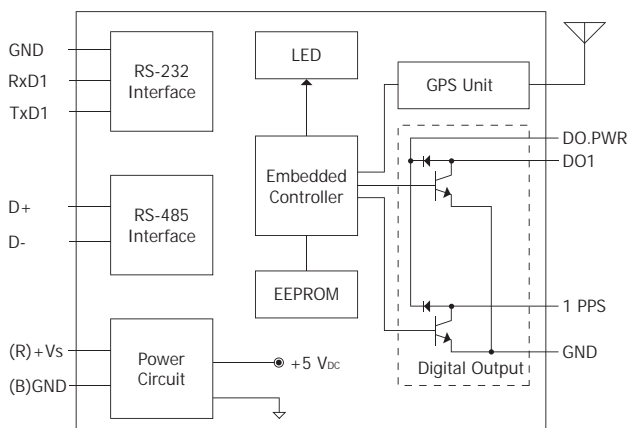 GND
RxD1
TxD1
RS-232
Interface
LED
GPS Unit
DO.PWR
DO1
Embedded
Controller
D+
D-
RS-485
Interface
EEPROM
1 PPS
GND
Digital Output
(R)+Vs
(B)GND
Power
Circuit
+5 VDC